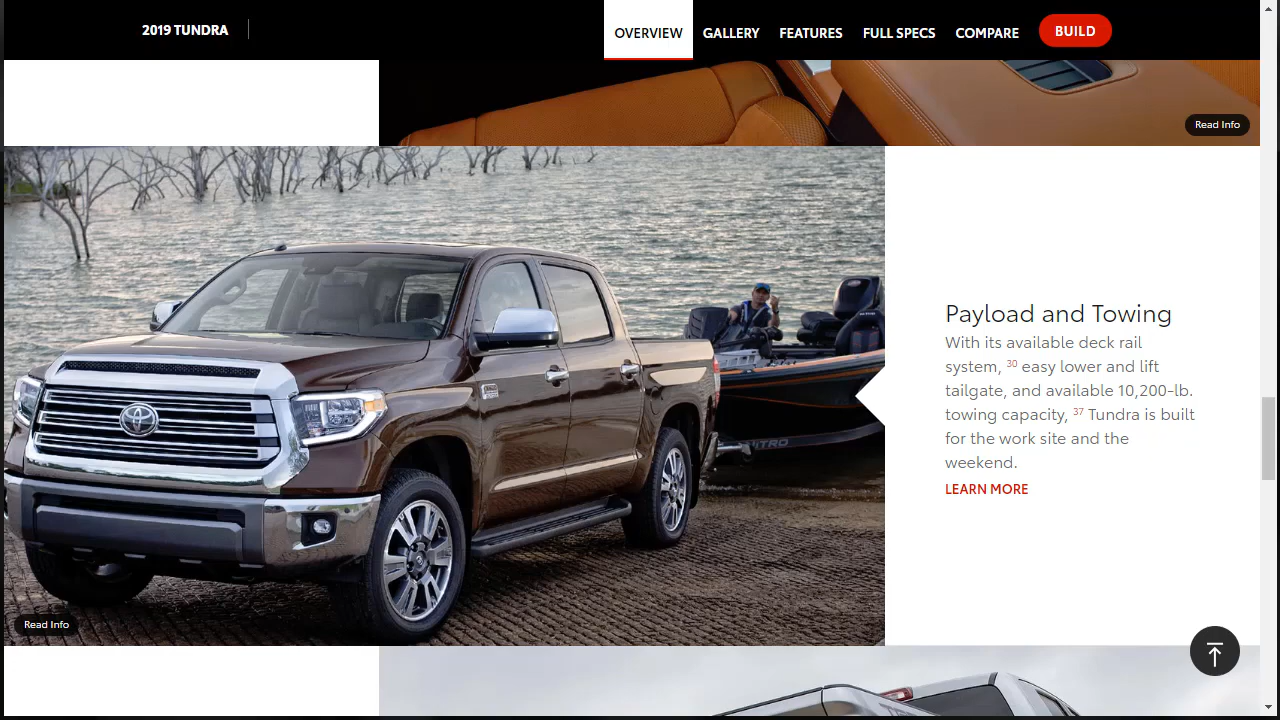 2019 TUNDRA
OVERVIEW
GALLERY
FEATURES
FULL SPECS
COMPARE
BUILD
Read Info
Payload and Towing
With its available deck rail
system, 30 easy lower and lift
tailgate, and available 10,200-lb.
towing capacity, 37 Tundra is built
for the work site and the
weekend.
LEARN MORE
NITRO
Read Info